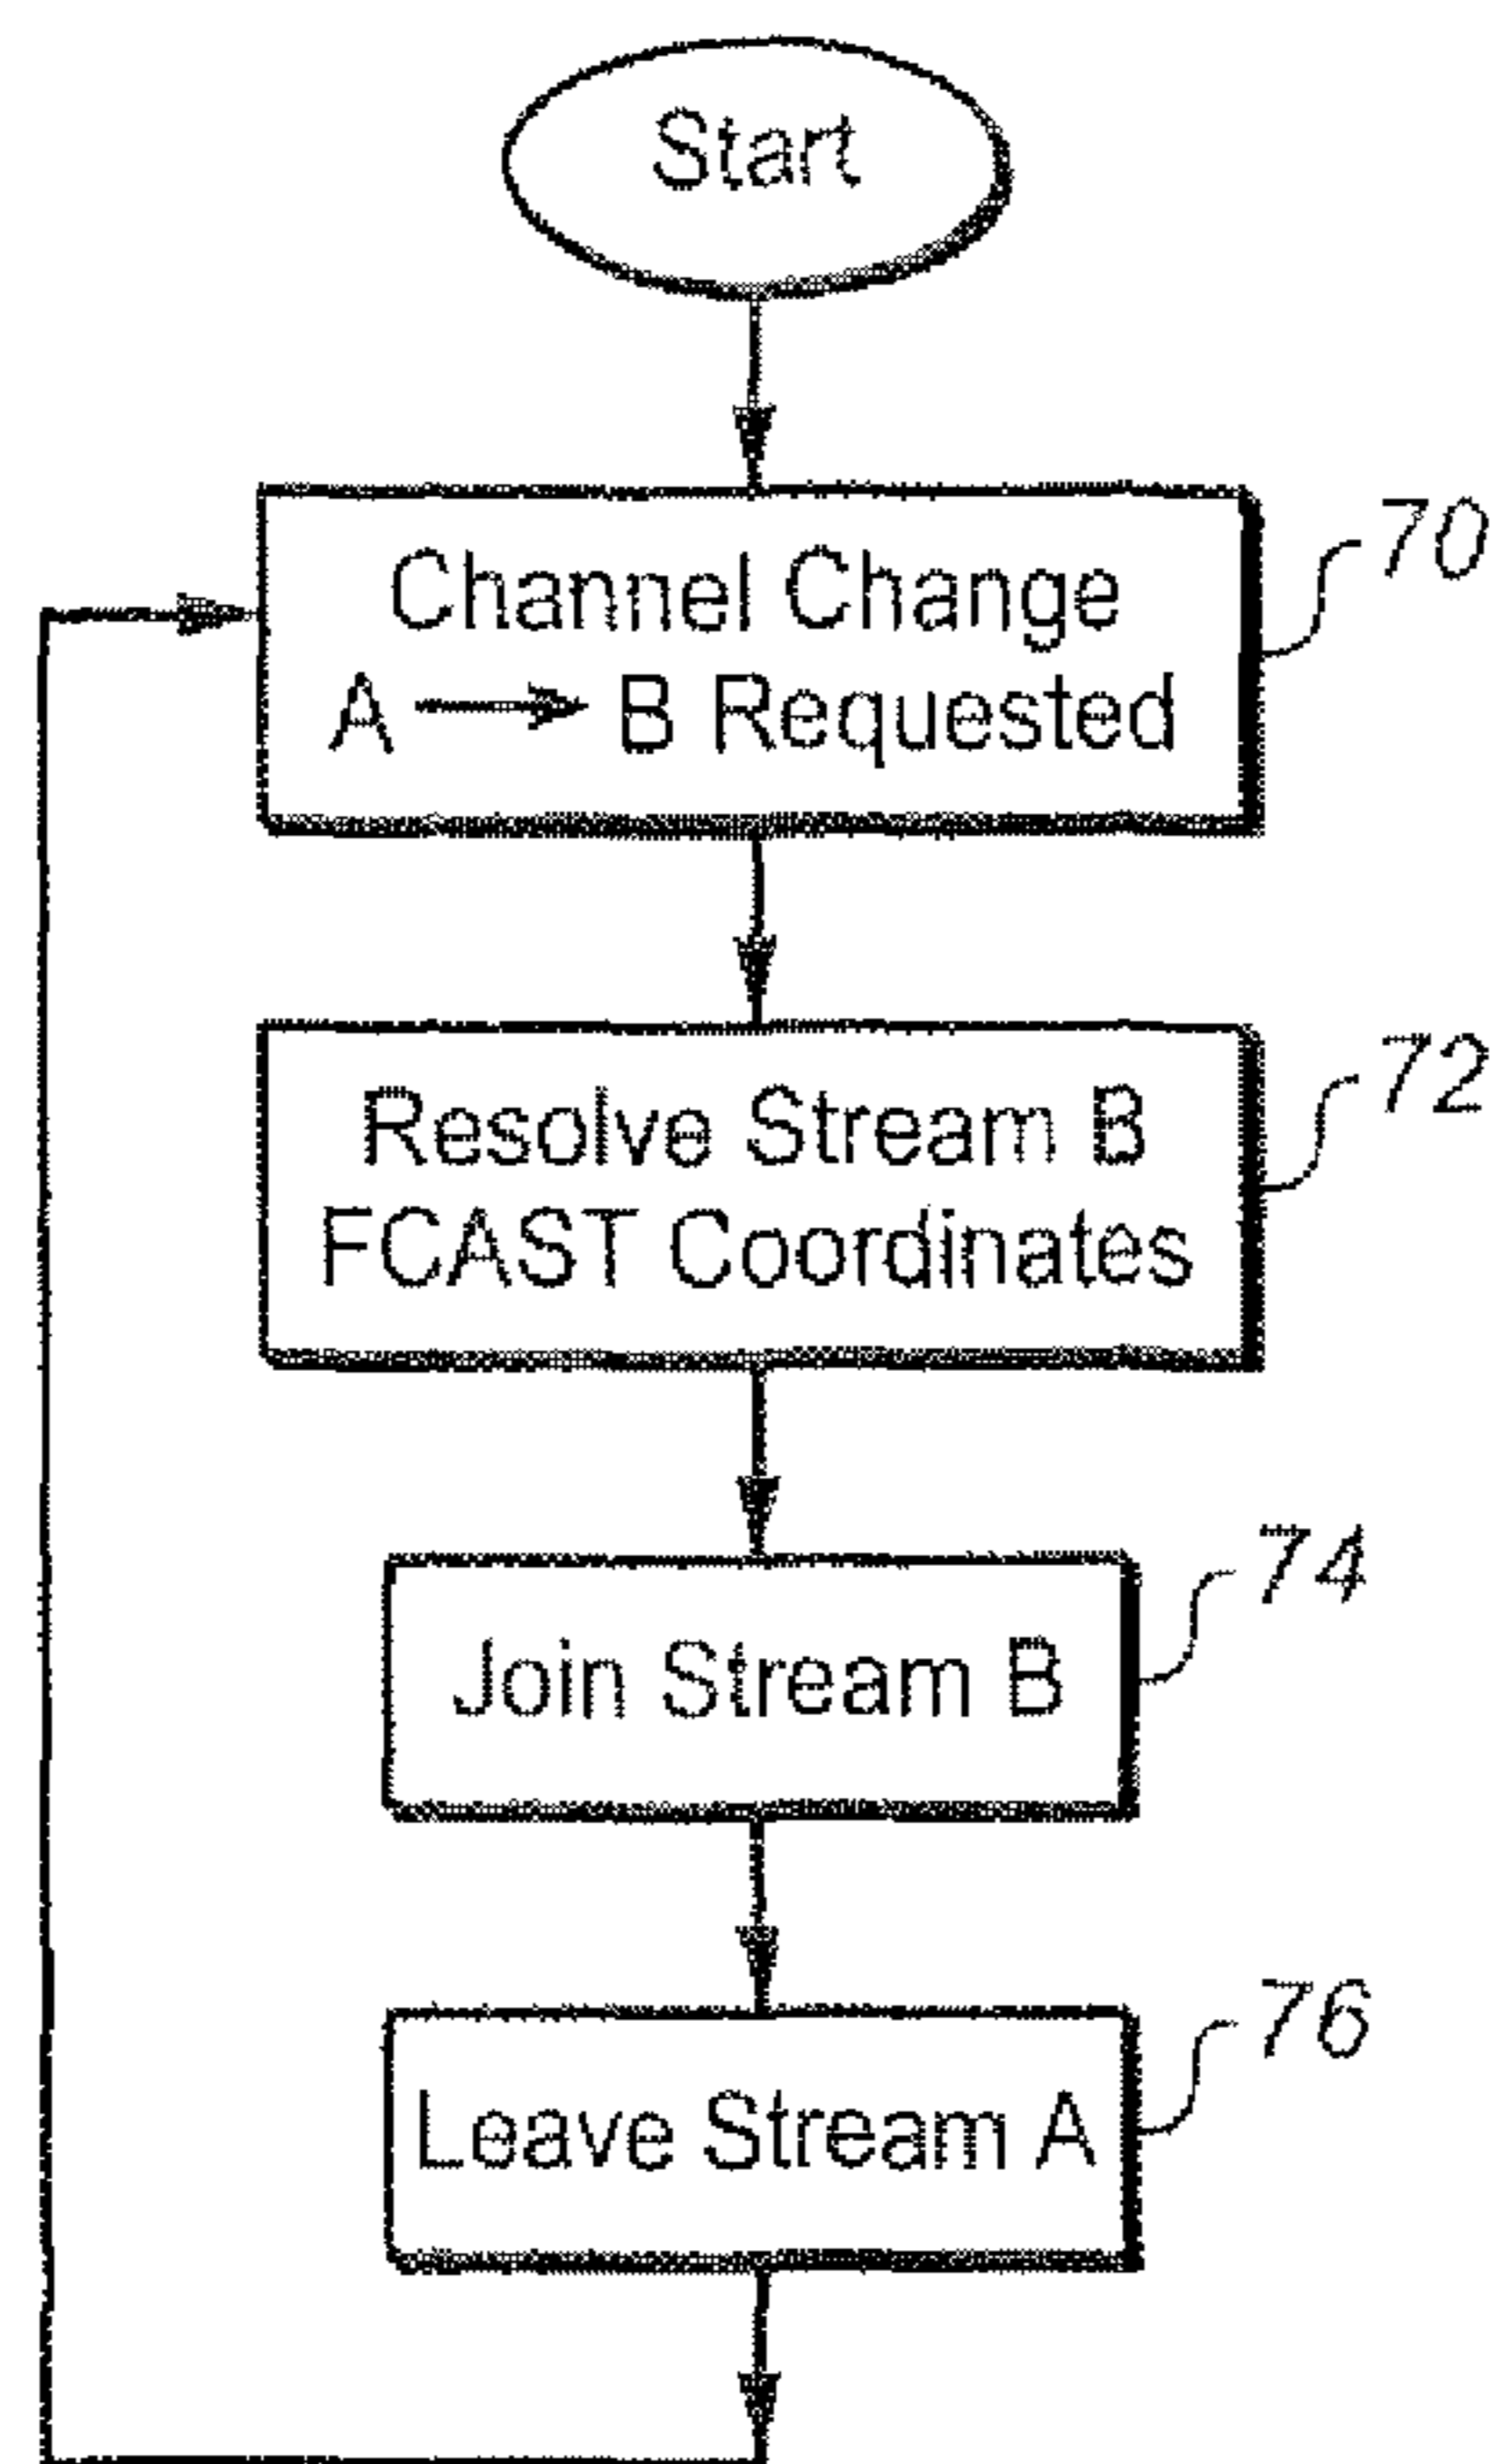 Start
Channel Change
A → B Requested
70
Resolve Stream B
FCAST Coordinates
72
Join Stream B
74
Leave Stream A
76